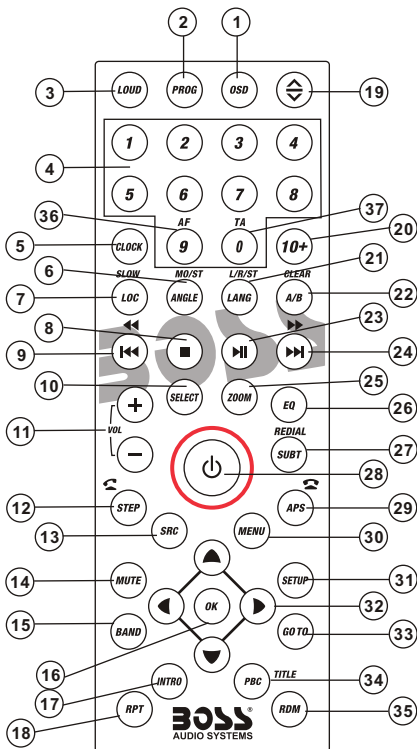 2 1
3 LOUD PROG OSD 19
1 2 3 4
4
5 6 7 8
36 AF TA 37
5 CLOCK 9 0 10+ 20
6 SLOW MO/ST L/R/ST CLEAR 21
7 LOC ANGLE LANG A/B 22
8 23
BOSS
9 24
10 SELECT ZOOM 25
11 VOL + EQ 26
REDIAL
− SUBT 27
28
12 STEP APS 29
13 SRC MENU 30
14 MUTE SETUP 31
OK 32
15 BAND GOTO 33
16
17 INTRO PBC TITLE 34
18 RPT RDM 35
BOSS
AUDIO SYSTEMS